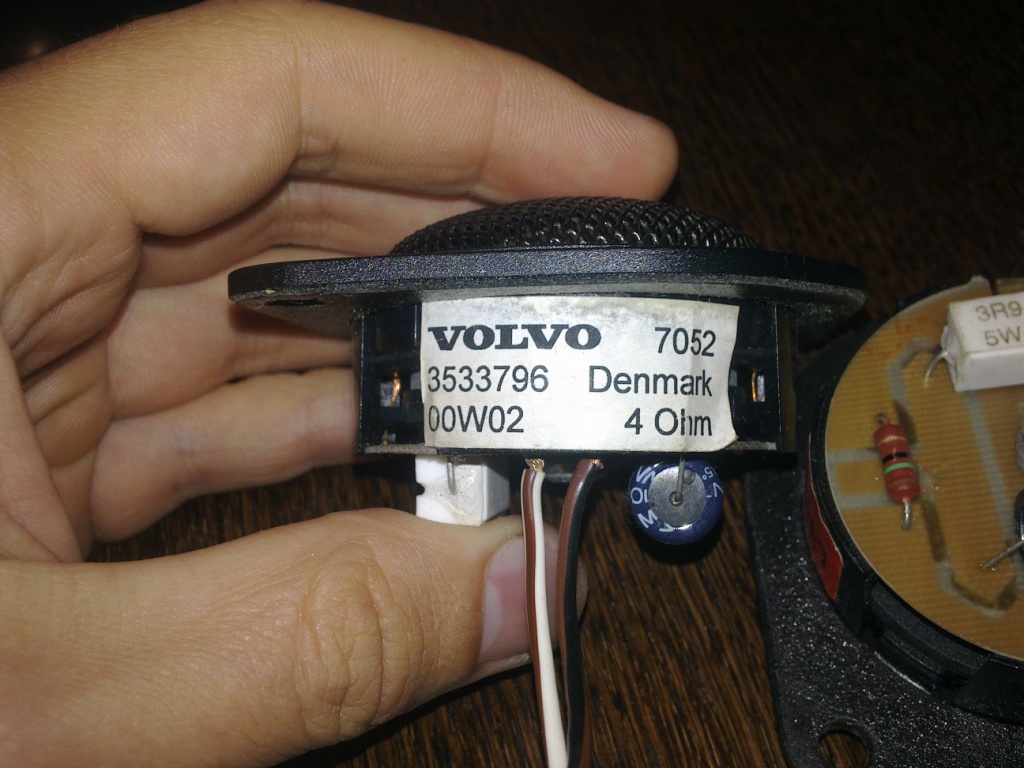 VOLVO 7052
3533796 Denmark
00W02 4 Ohm
3R9
5W